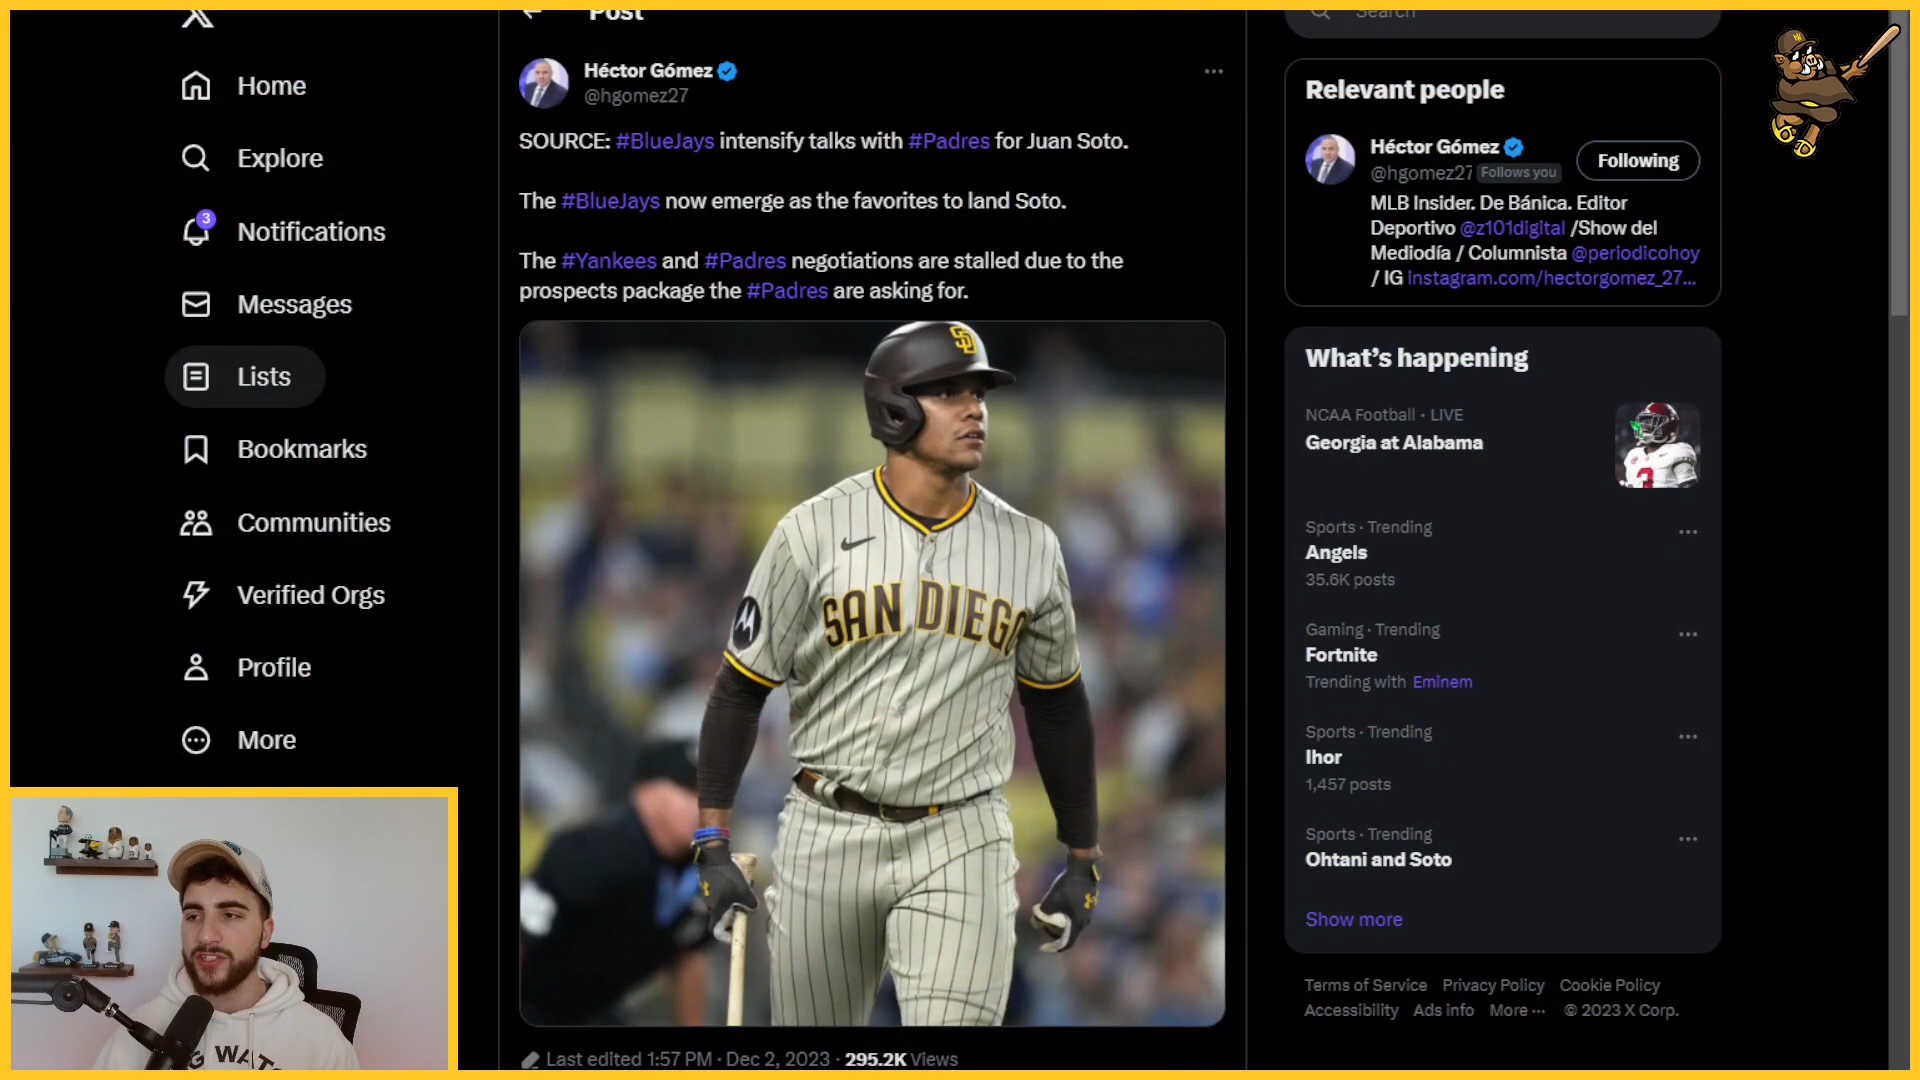 Home
Explore
3
Notifications
Messages
Lists
Bookmarks
Communities
Verified Orgs
Profile
More
Post
Héctor Gómez
@hgomez27
SOURCE: #BlueJays intensify talks with #Padres for Juan Soto.
The #BlueJays now emerge as the favorites to land Soto.
The #Yankees and #Padres negotiations are stalled due to the
prospects package the #Padres are asking for.
SD
SAN DIEGO
Last edited 1:57 PM · Dec 2, 2023 · 295.2K Views
Search
Relevant people
Héctor Gómez
@hgomez27 Follows you
Following
MLB Insider. De Bánica. Editor
Deportivo @z101digital /Show del
Mediodía / Columnista @periodicohoy
/ IG instagram.com/hectorgomez_27...
What's happening
NCAA Football · LIVE
Georgia at Alabama
Sports · Trending
Angels
35.6K posts
Gaming · Trending
Fortnite
Trending with Eminem
Sports · Trending
Ihor
1,457 posts
Sports · Trending
Ohtani and Soto
Show more
Terms of Service Privacy Policy Cookie Policy
Accessibility Ads info More ··· © 2023 X Corp.